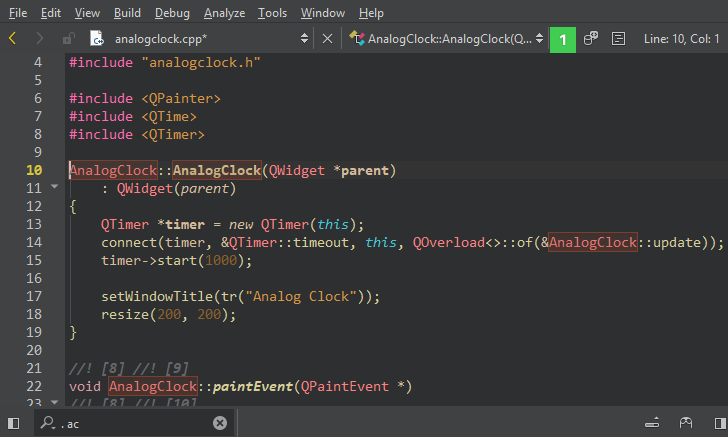 File Edit View Build Debug Analyze Tools Window Help
analogclock.cpp* AnalogClock::AnalogClock(Q... 1 Line: 10, Col: 1
4 #include "analogclock.h"
5
6 #include <QPainter>
7 #include <QTime>
8 #include <QTimer>
9
10 AnalogClock::AnalogClock(QWidget *parent)
11 : QWidget(parent)
12 {
13 QTimer *timer = new QTimer(this);
14 connect(timer, &QTimer::timeout, this, QOverload<>::of(&AnalogClock::update));
15 timer->start(1000);
16
17 setWindowTitle(tr("Analog Clock"));
18 resize(200, 200);
19 }
20
21 //! [8] //! [9]
22 void AnalogClock::paintEvent(QPaintEvent *)
23 //! [8] //! [10]
.ac